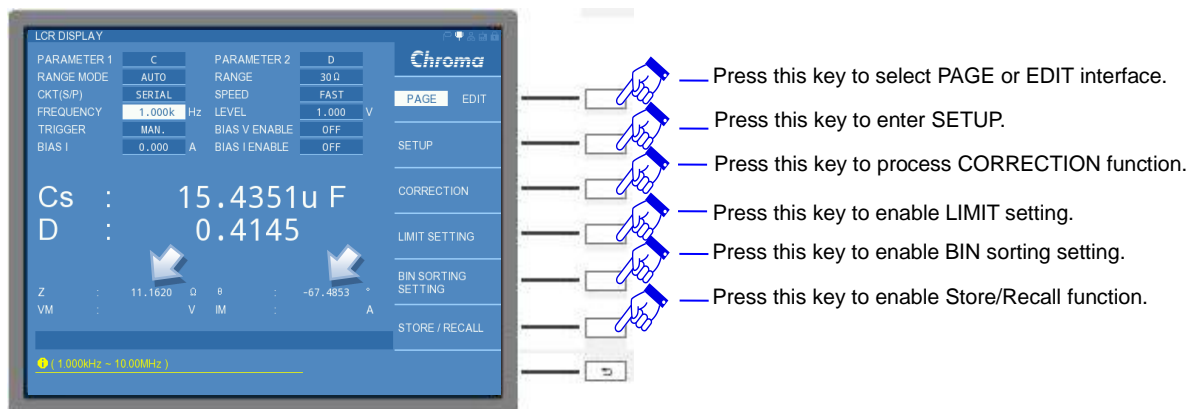 LCR DISPLAY
PARAMETER 1 C PARAMETER 2 D
RANGE MODE AUTO RANGE 30 Ω
CKT(S/P) SERIAL SPEED FAST
FREQUENCY 1.000k Hz LEVEL 1.000 V
TRIGGER MAN. BIAS V ENABLE OFF
BIAS I 0.000 A BIAS I ENABLE OFF
Cs : 15.4351u F
D : 0.4145
Z : 11.1620 Ω θ : -67.4853 °
VM : V IM : A
( 1.000kHz ~ 10.00MHz )
Chroma
PAGE EDIT
SETUP
CORRECTION
LIMIT SETTING
BIN SORTING
SETTING
STORE / RECALL
Press this key to select PAGE or EDIT interface.
Press this key to enter SETUP.
Press this key to process CORRECTION function.
Press this key to enable LIMIT setting.
Press this key to enable BIN sorting setting.
Press this key to enable Store/Recall function.